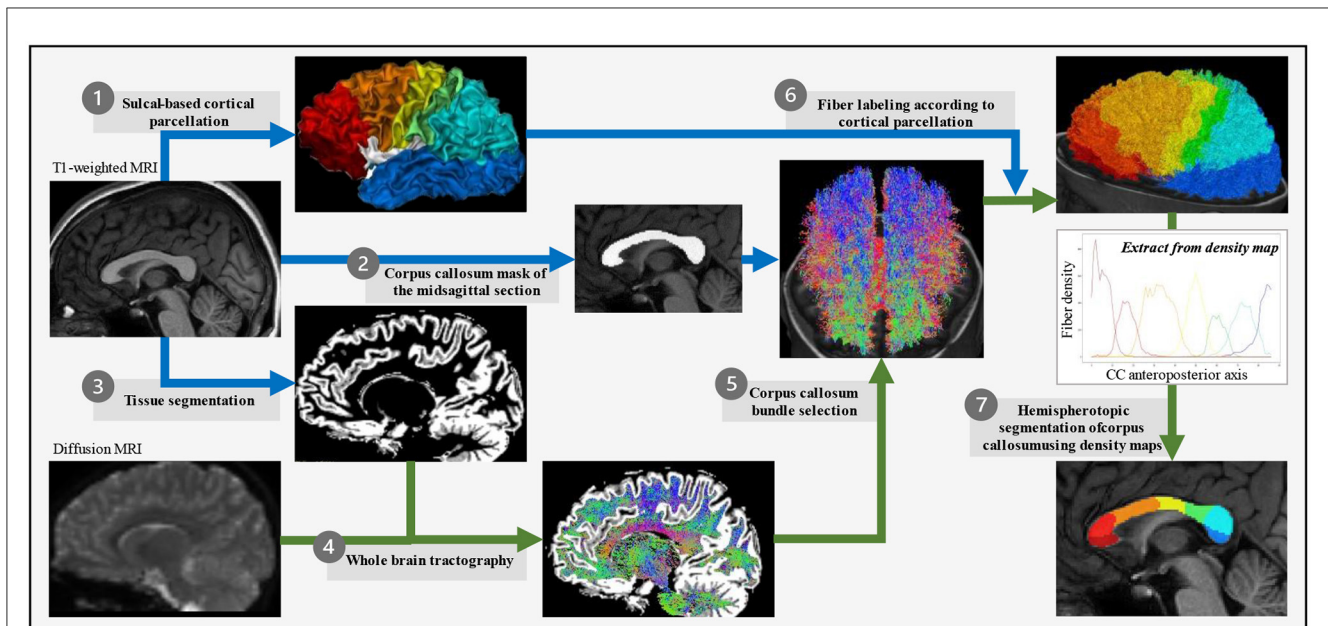 1
Sulcal-based cortical
parcellation
6
Fiber labeling according to
cortical parcellation
T1-weighted MRI
2
Corpus callosum mask of
the midsagittal section
Extract from density map
Fiber density
CC anteroposterior axis
3
Tissue segmentation
5
Corpus callosum
bundle selection
7
Hemispherotopic
segmentation ofcorpus
callosumusing density maps
Diffusion MRI
4
Whole brain tractography